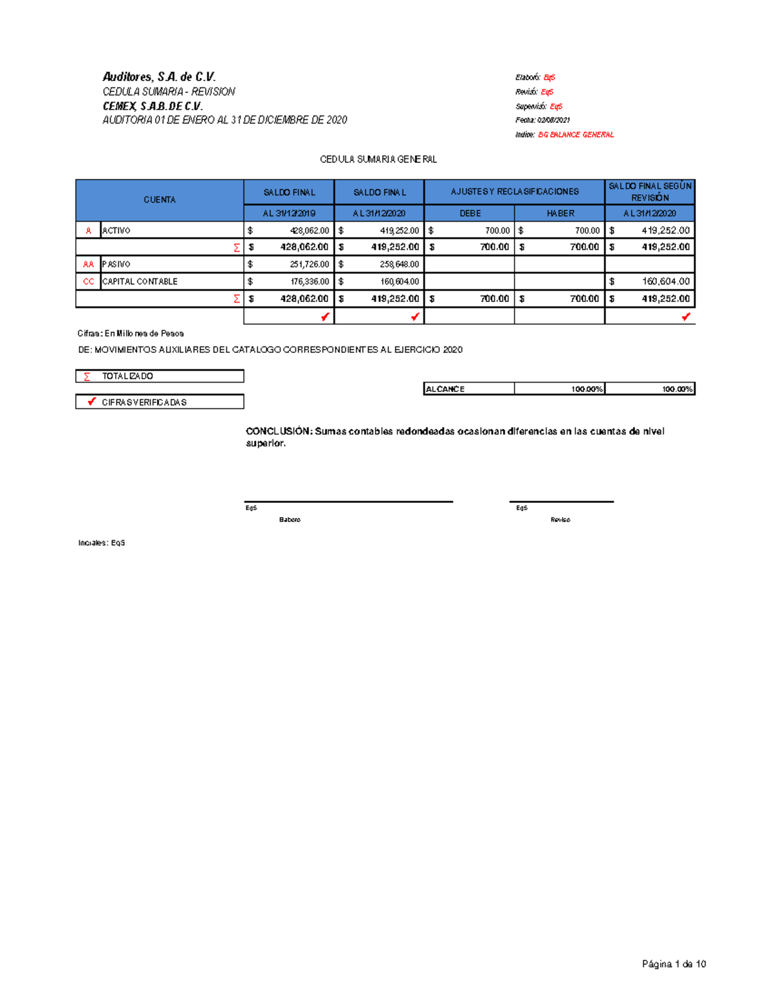 Auditores, S.A. de C.V.
CEDULA SUMARIA - REVISION
CEMEX, S.A.B. DE C.V.
AUDITORIA 01 DE ENERO AL 31 DE DICIEMBRE DE 2020
Elaboró: Eq5
Revisó: Eq5
Supervisó: Eq5
Fecha: 02/08/2021
Indice: BG BALANCE GENERAL
CEDULA SUMARIA GENERAL
CUENTA SALDO FINAL SALDO FINAL AJUSTES Y RECLASIFICACIONES SALDO FINAL SEGÚN REVISIÓN
AL 31/12/2019 AL 31/12/2020 DEBE HABER AL 31/12/2020
A ACTIVO $ 428,062.00 $ 419,252.00 $ 700.00 $ 700.00 $ 419,252.00
∑ $ 428,062.00 $ 419,252.00 $ 700.00 $ 700.00 $ 419,252.00
AA PASIVO $ 251,726.00 $ 258,648.00
CC CAPITAL CONTABLE $ 176,336.00 $ 160,604.00 $ 160,604.00
∑ $ 428,062.00 $ 419,252.00 $ 700.00 $ 700.00 $ 419,252.00
✓ ✓ ✓
Cifras: En Millones de Pesos
DE: MOVIMIENTOS AUXILIARES DEL CATALOGO CORRESPONDIENTES AL EJERCICIO 2020
∑ TOTALIZADO
ALCANCE 100.00% 100.00%
✓ CIFRAS VERIFICADAS
CONCLUSIÓN: Sumas contables redondeadas ocasionan diferencias en las cuentas de nivel
superior.
Eq5 Eq5
Elaboro Reviso
Iniciales: Eq5
Página 1 de 10